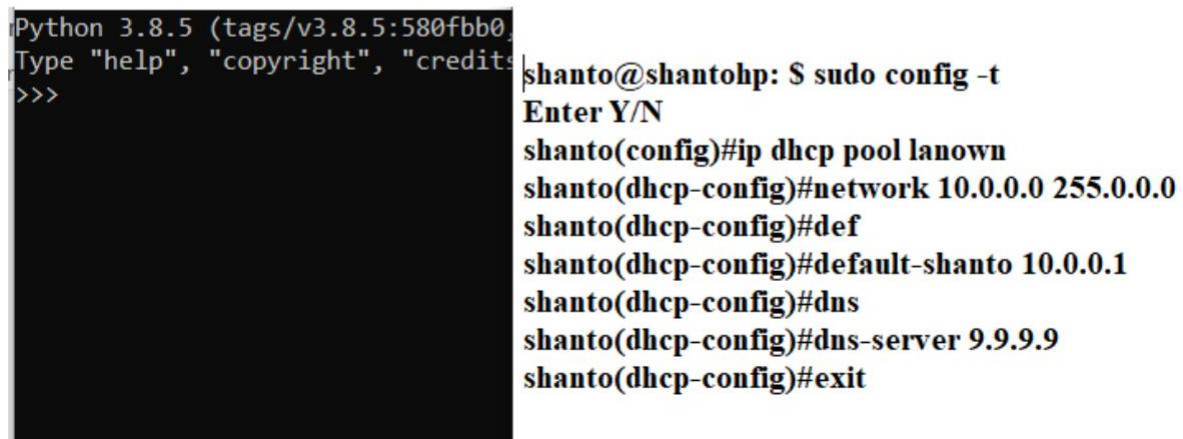 Python 3.8.5 (tags/v3.8.5:580fbb0,
Type "help", "copyright", "credits
>>>
shanto@shantohp: $ sudo config -t
Enter Y/N
shanto(config)#ip dhcp pool lanown
shanto(dhcp-config)#network 10.0.0.0 255.0.0.0
shanto(dhcp-config)#def
shanto(dhcp-config)#default-shanto 10.0.0.1
shanto(dhcp-config)#dns
shanto(dhcp-config)#dns-server 9.9.9.9
shanto(dhcp-config)#exit